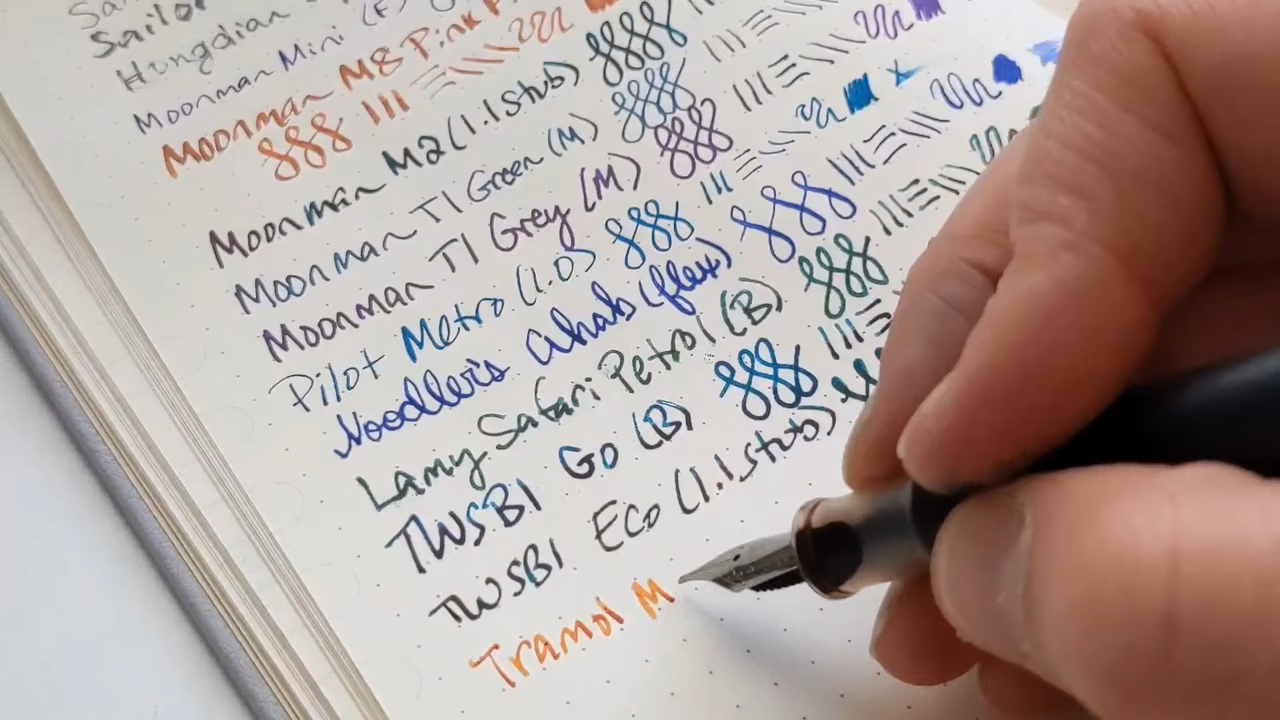 Sailor
Hongdian
Moonman Mini (F)
Moonman M8 Pink
Moonman M2 (1.1 stub)
Moonman T1 Green (M)
Moonman T1 Grey (M)
Pilot Metro (1.0)
Noodler's Ahab (flex)
Lamy Safari Petrol (B)
TWSBI Go (B)
TWSBI Eco (1.1 stub)
Tramol M